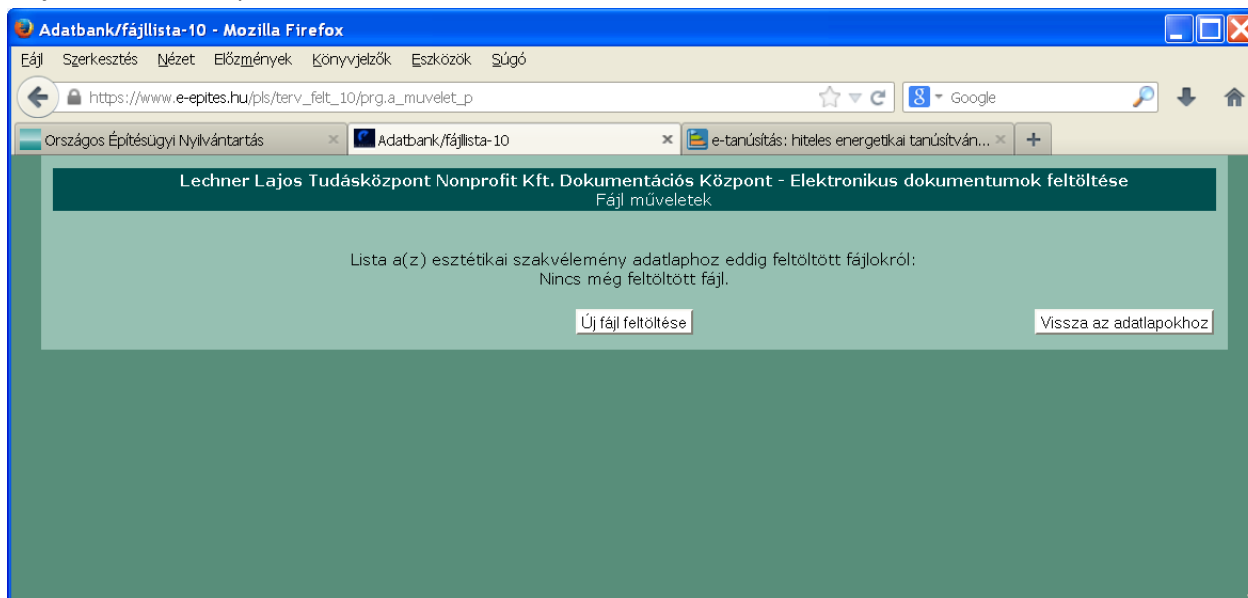 Adatbank/fájllista-10 - Mozilla Firefox
Fájl Szerkesztés Nézet Előzmények Könyvjelzők Eszközök Súgó
https://www.e-epites.hu/pls/terv_felt_10/prg.a_muvelet_p
8 Google
Országos Építésügyi Nyilvántartás
Adatbank/fájllista-10
e-tanúsítás: hiteles energetikai tanúsítván...
Lechner Lajos Tudásközpont Nonprofit Kft. Dokumentációs Központ - Elektronikus dokumentumok feltöltése
Fájl műveletek
Lista a(z) esztétikai szakvélemény adatlaphoz eddig feltöltött fájlokról:
Nincs még feltöltött fájl.
Új fájl feltöltése
Vissza az adatlapokhoz